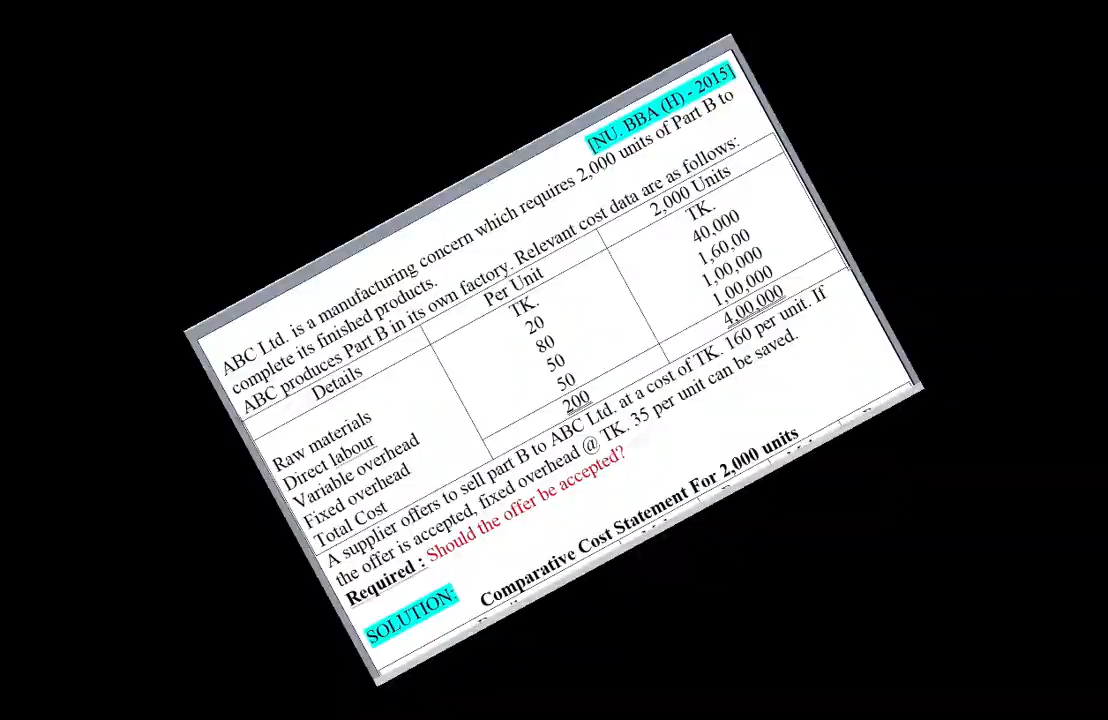 [NU. BBA (H) - 2015]
ABC Ltd. is a manufacturing concern which requires 2,000 units of Part B to
complete its finished products.
ABC produces Part B in its own factory. Relevant cost data are as follows:
Details Per Unit 2,000 Units
TK. TK.
Raw materials 20 40,000
Direct labour 80 1,60,00
Variable overhead 50 1,00,000
Fixed overhead 50 1,00,000
Total Cost 200 4,00,000
A supplier offers to sell part B to ABC Ltd. at a cost of TK. 160 per unit. If
the offer is accepted, fixed overhead @ TK. 35 per unit can be saved.
Required : Should the offer be accepted?
SOLUTION:
Comparative Cost Statement For 2,000 units